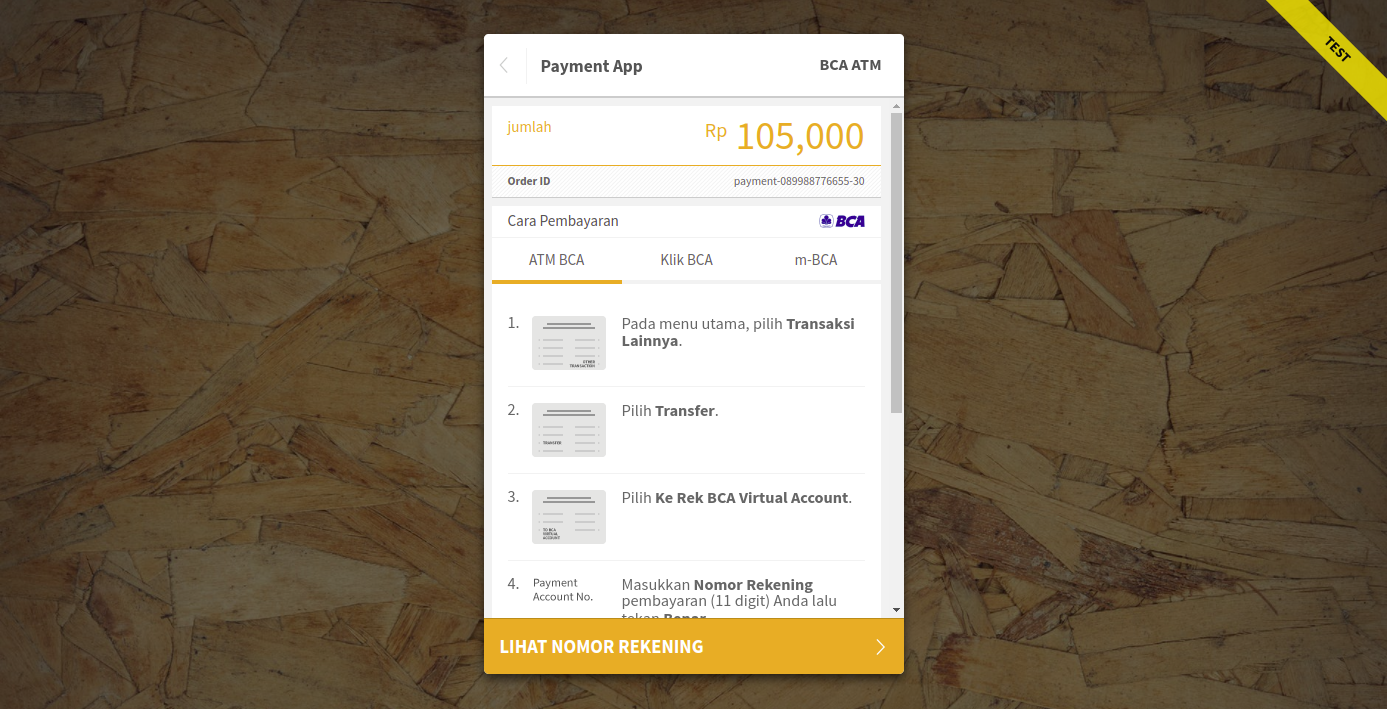 TEST
Payment App
BCA ATM
jumlah
Rp 105,000
Order ID
payment-089988776655-30
Cara Pembayaran
BCA
ATM BCA
Klik BCA
m-BCA
1.
OTHER
TRANSACTION
Pada menu utama, pilih Transaksi
Lainnya.
2.
TRANSFER
Pilih Transfer.
3.
TO BCA
VIRTUAL
ACCOUNT
Pilih Ke Rek BCA Virtual Account.
4.
Payment
Account No.
Masukkan Nomor Rekening
pembayaran (11 digit) Anda lalu
tekan Benar.
LIHAT NOMOR REKENING